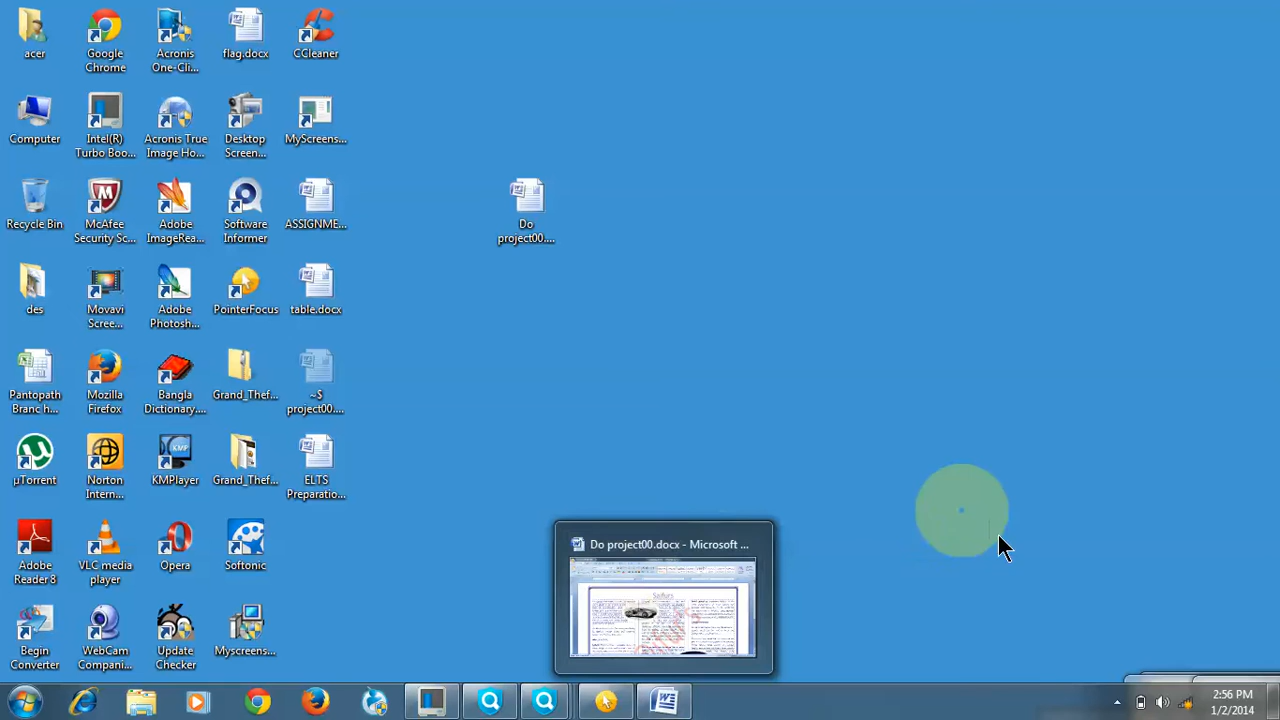 acer
Google
Chrome
Acronis
One-Cli...
flag.docx
CCleaner
Computer
Intel(R)
Turbo Boo...
Acronis True
Image Ho...
Desktop
Screen...
MyScreens...
Recycle Bin
McAfee
Security Sc...
Adobe
ImageRea...
Software
Informer
ASSIGNME...
Do
project00....
des
Movavi
Scree...
Adobe
Photosh...
PointerFocus
table.docx
Pantopath
Branc h...
Mozilla
Firefox
Bangla
Dictionary....
Grand_Thef...
~$
project00....
µTorrent
Norton
Intern...
KMPlayer
Grand_Thef...
ELTS
Preparatio...
Do project00.docx - Microsoft ...
Adobe
Reader 8
VLC media
player
Opera
Softonic
Begin
Converter
WebCam
Compani...
Update
Checker
Myscreens...
2:56 PM
1/2/2014